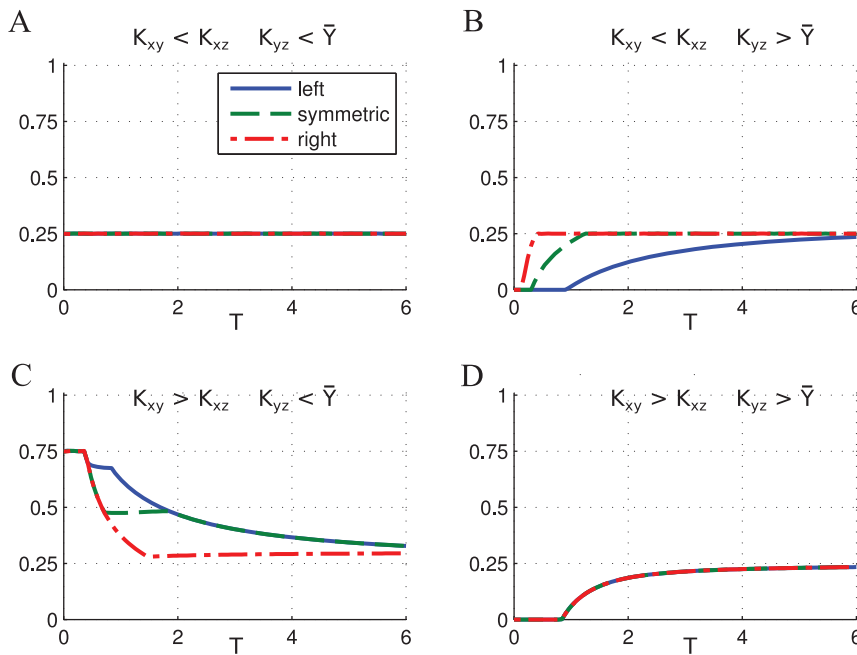 A
K_xy < K_xz K_yz < Ȳ
1
0.75
0.5
0.25
0
0 2 4 6
T
left
symmetric
right
B
K_xy < K_xz K_yz > Ȳ
1
0.75
0.5
0.25
0
0 2 4 6
T
C
K_xy > K_xz K_yz < Ȳ
1
0.75
0.5
0.25
0
0 2 4 6
T
D
K_xy > K_xz K_yz > Ȳ
1
0.75
0.5
0.25
0
0 2 4 6
T